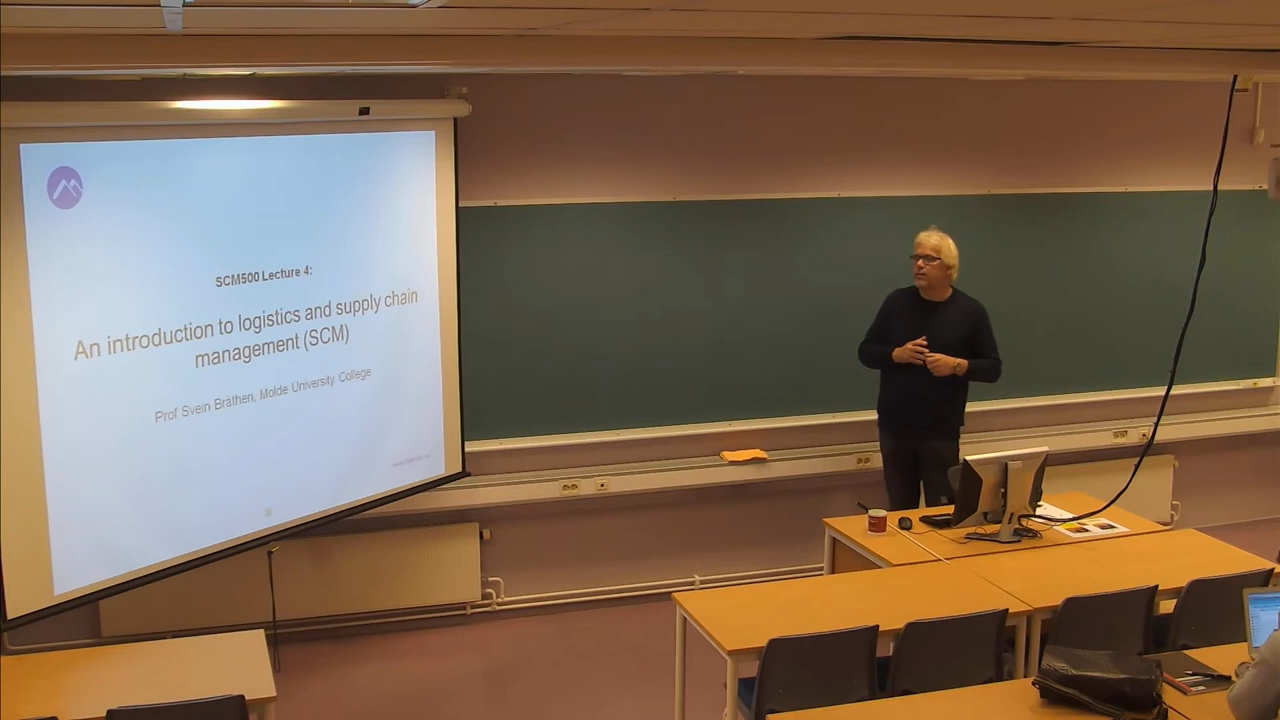 SCM500 Lecture 4:
An introduction to logistics and supply chain
management (SCM)
Prof Svein Bråthen, Molde University College